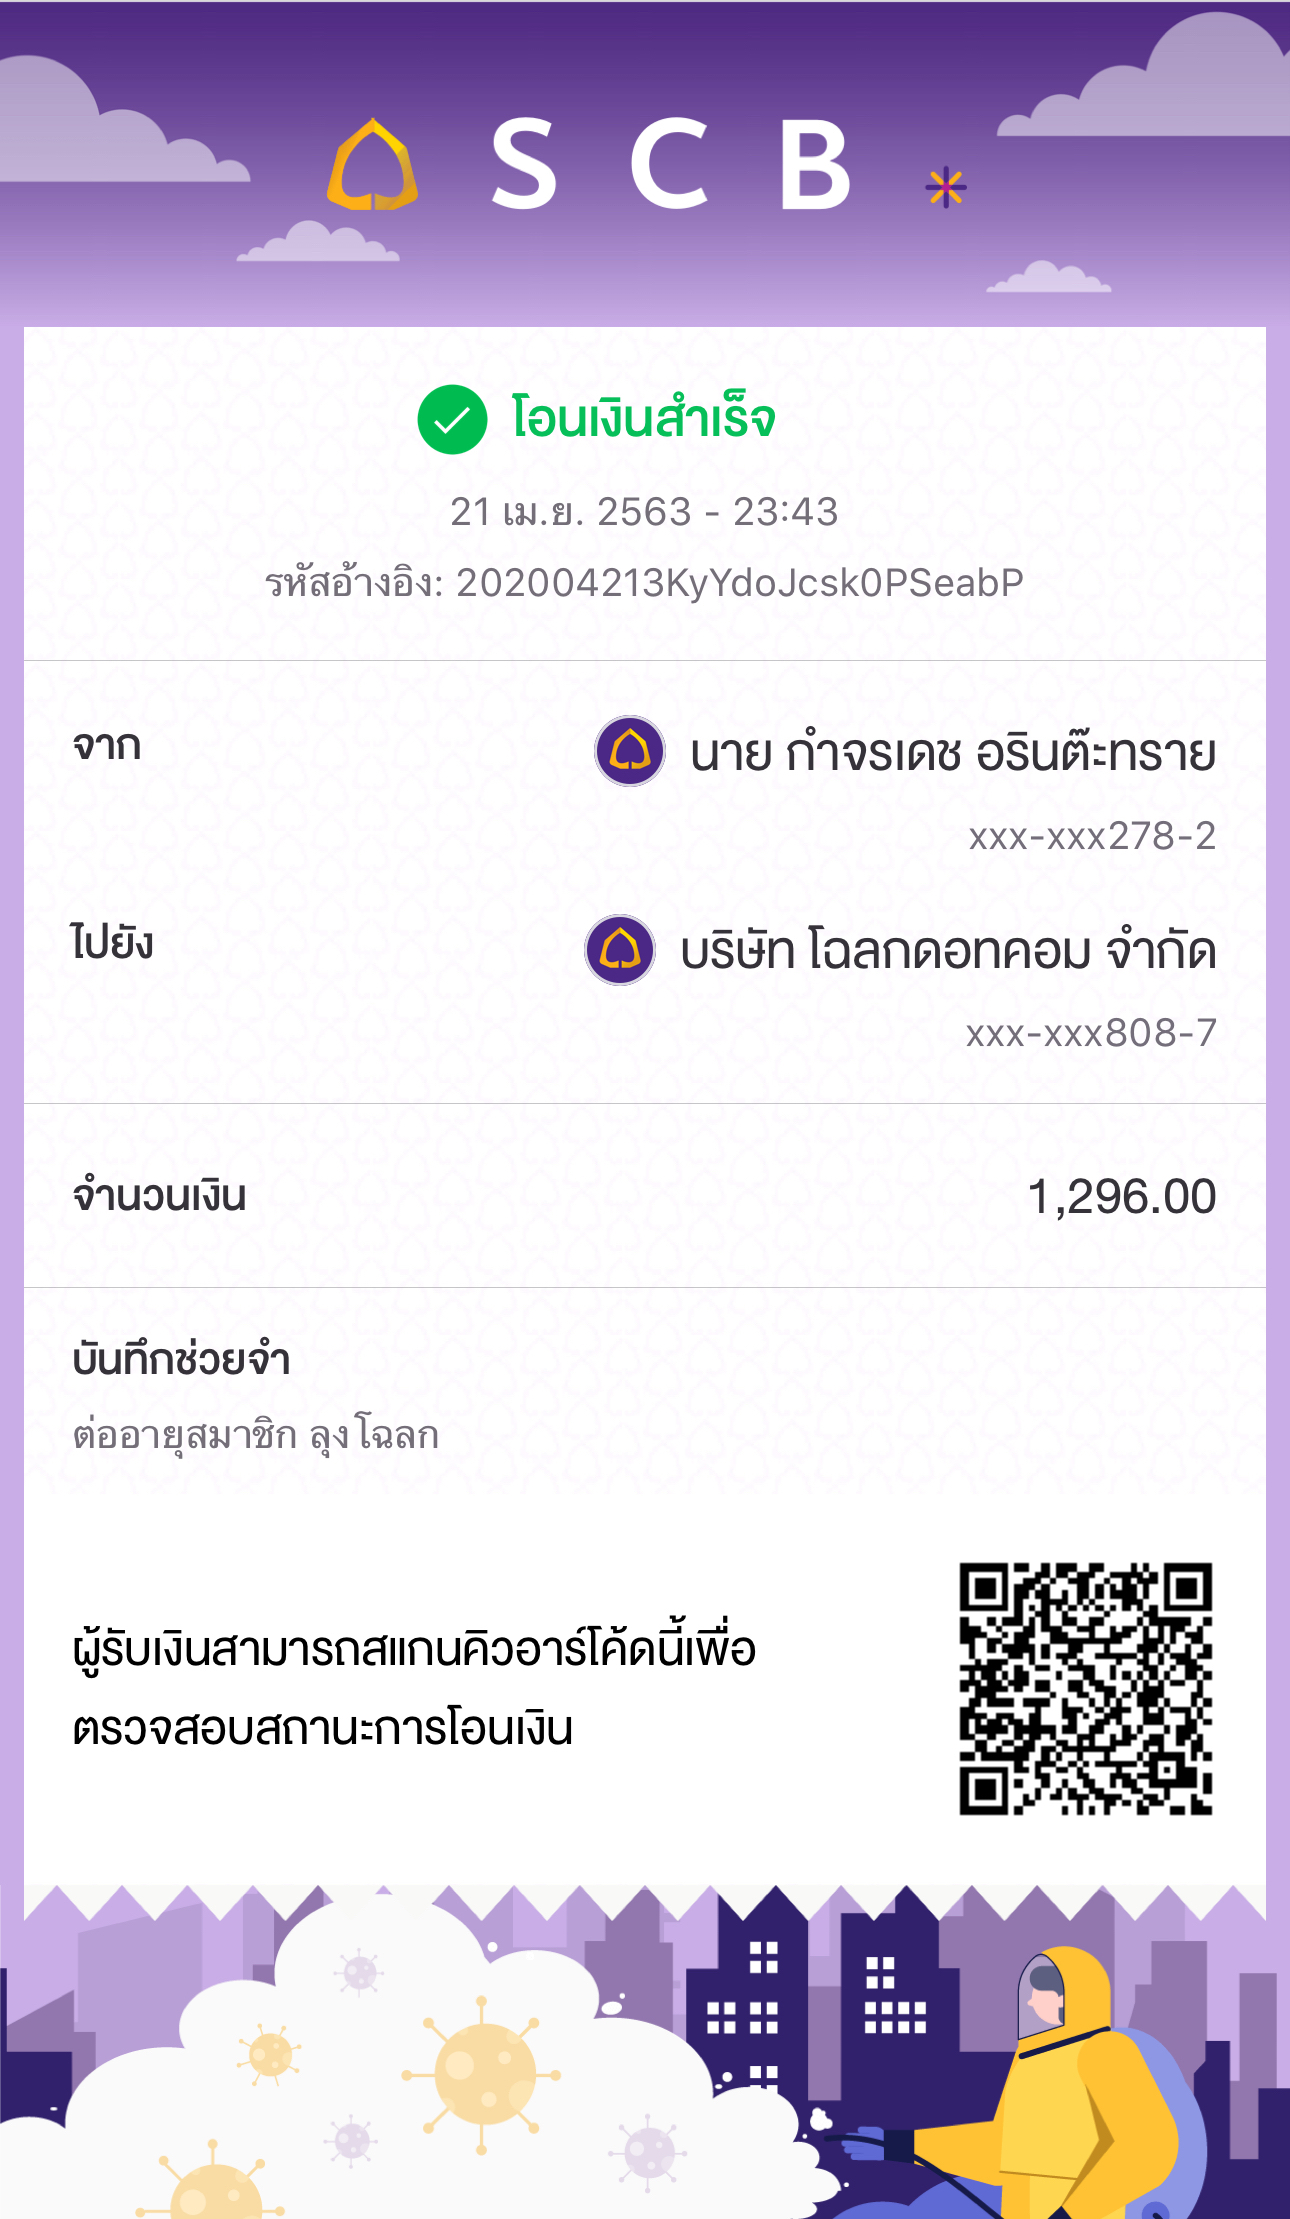 SCB
โอนเงินสำเร็จ
21 เม.ย. 2563 - 23:43
รหัสอ้างอิง: 202004213KyYdoJcsk0PSeabP
จาก นาย กำจรเดช อรินต๊ะทราย
xxx-xxx278-2
ไปยัง บริษัท โฉลกดอทคอม จำกัด
xxx-xxx808-7
จำนวนเงิน 1,296.00
บันทึกช่วยจำ
ต่ออายุสมาชิก ลุงโฉลก
ผู้รับเงินสามารถสแกนคิวอาร์โค้ดนี้เพื่อ
ตรวจสอบสถานะการโอนเงิน